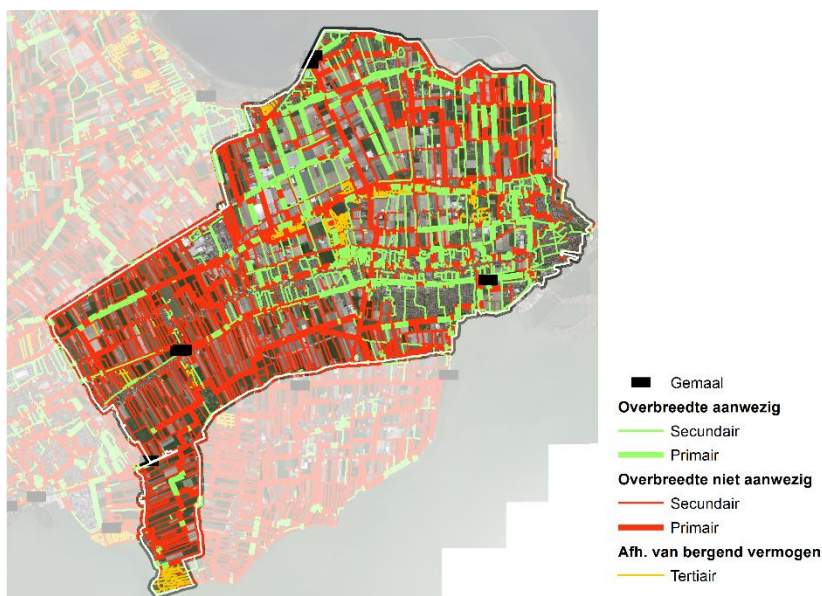 Gemaal
Overbreedte aanwezig
Secundair
Primair
Overbreedte niet aanwezig
Secundair
Primair
Afh. van bergend vermogen
Tertiair